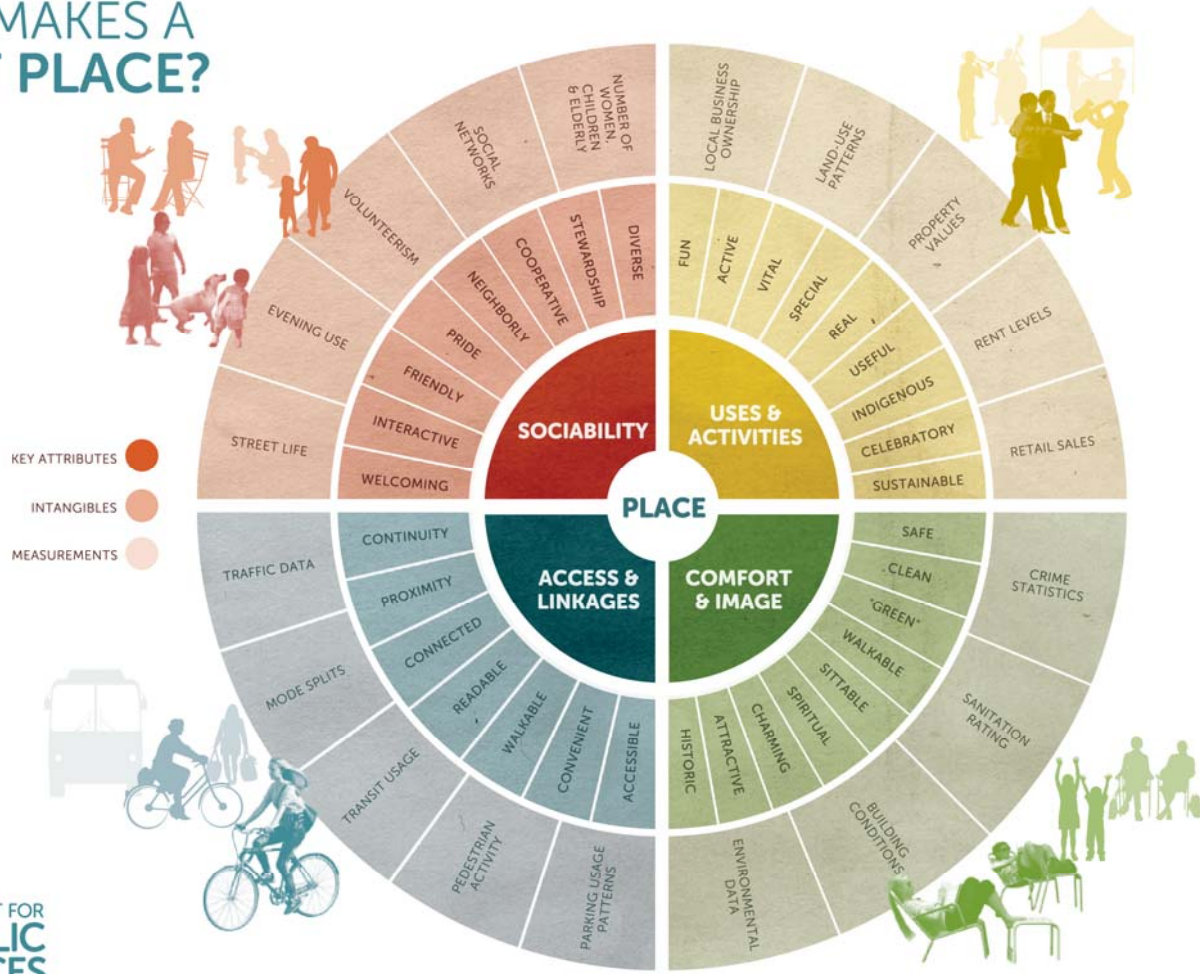 MAKES A
PLACE?
KEY ATTRIBUTES
INTANGIBLES
MEASUREMENTS
PLACE
SOCIABILITY
USES &
ACTIVITIES
ACCESS &
LINKAGES
COMFORT
& IMAGE
WELCOMING
INTERACTIVE
FRIENDLY
PRIDE
NEIGHBORLY
COOPERATIVE
STEWARDSHIP
DIVERSE
STREET LIFE
EVENING USE
VOLUNTEERISM
SOCIAL
NETWORKS
NUMBER OF
WOMEN,
CHILDREN
& ELDERLY
FUN
ACTIVE
VITAL
SPECIAL
REAL
USEFUL
INDIGENOUS
CELEBRATORY
SUSTAINABLE
LOCAL BUSINESS
OWNERSHIP
LAND-USE
PATTERNS
PROPERTY
VALUES
RENT LEVELS
RETAIL SALES
SAFE
CLEAN
"GREEN"
WALKABLE
SITTABLE
SPIRITUAL
CHARMING
ATTRACTIVE
HISTORIC
CRIME
STATISTICS
SANITATION
RATING
BUILDING
CONDITIONS
ENVIRONMENTAL
DATA
CONTINUITY
PROXIMITY
CONNECTED
READABLE
WALKABLE
CONVENIENT
ACCESSIBLE
TRAFFIC DATA
MODE SPLITS
TRANSIT USAGE
PEDESTRIAN
ACTIVITY
PARKING USAGE
PATTERNS
FOR
LIC
CES